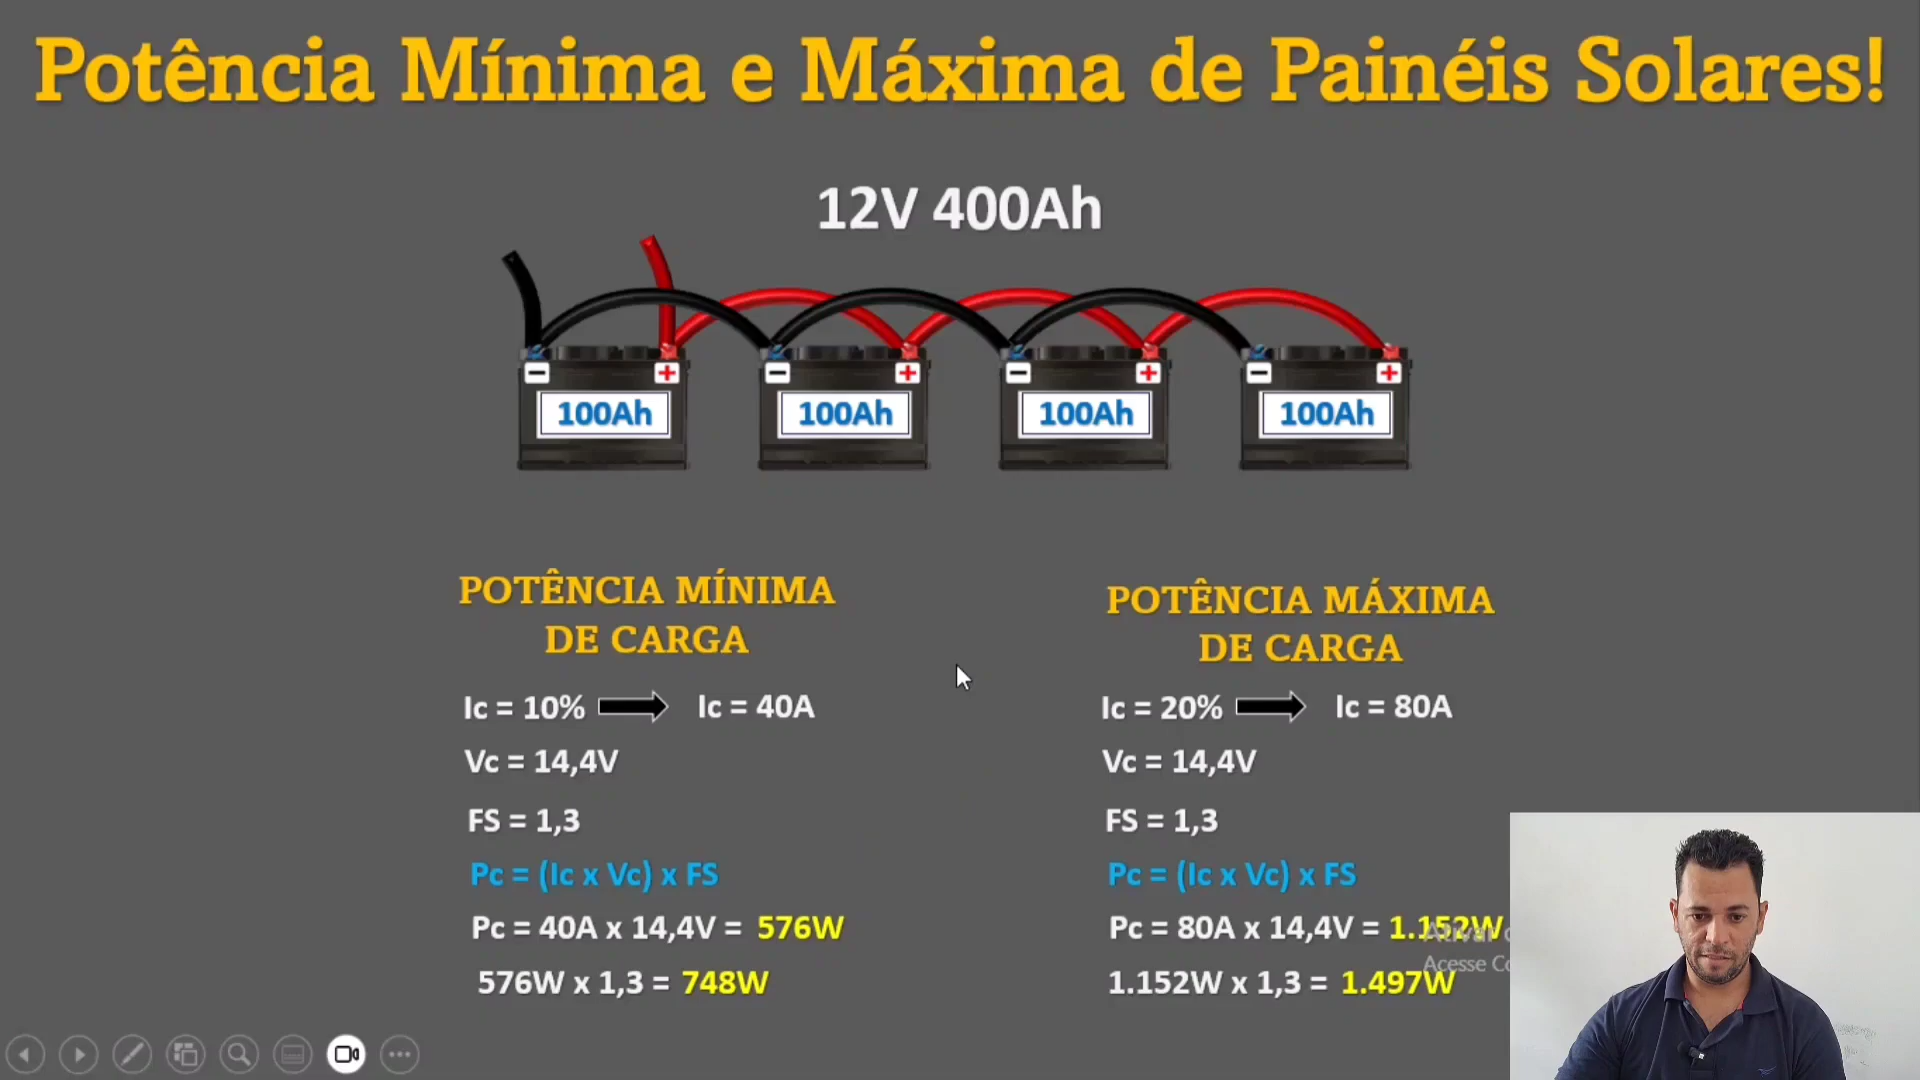 Potência Mínima e Máxima de Painéis Solares!
12V 400Ah
− + − + − + − +
100Ah 100Ah 100Ah 100Ah
POTÊNCIA MÍNIMA
DE CARGA
Ic = 10% Ic = 40A
Vc = 14,4V
FS = 1,3
Pc = (Ic x Vc) x FS
Pc = 40A x 14,4V = 576W
576W x 1,3 = 748W
POTÊNCIA MÁXIMA
DE CARGA
Ic = 20% Ic = 80A
Vc = 14,4V
FS = 1,3
Pc = (Ic x Vc) x FS
Pc = 80A x 14,4V = 1.152W
1.152W x 1,3 = 1.497W
Ativar
Acesse